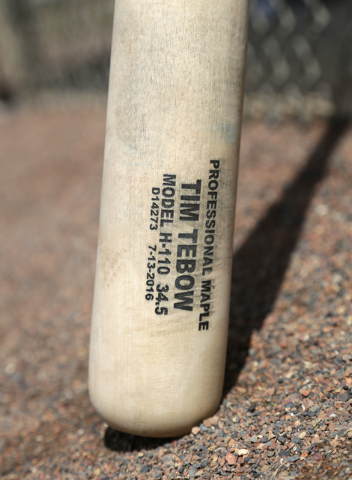 PROFESSIONAL MAPLE
TIM TEBOW
MODEL H-110 34.5
D14273 7-13-2016